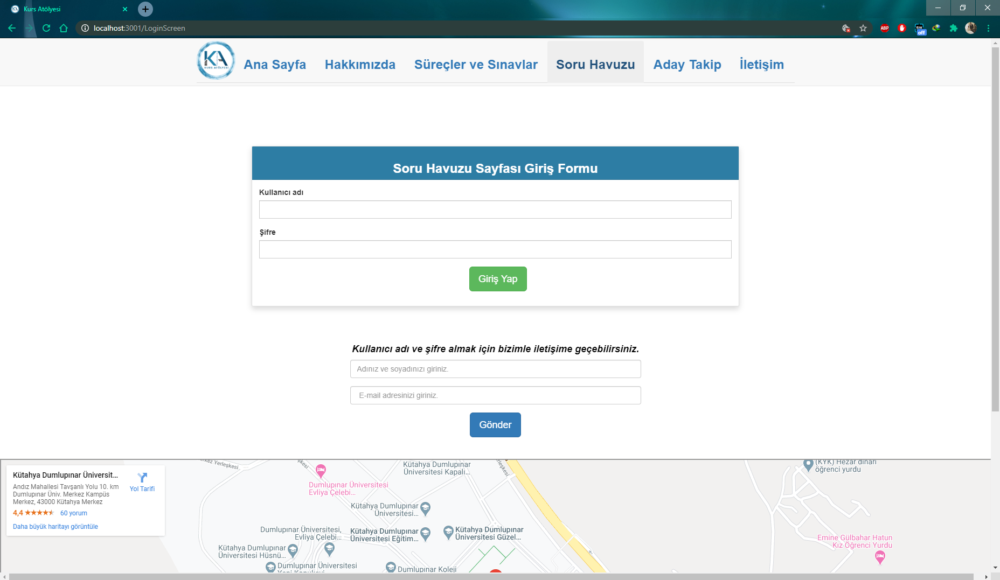 Kurs Atölyesi
localhost:3001/LoginScreen
ABP
off
KA
KURS ATÖLYESİ
Ana Sayfa
Hakkımızda
Süreçler ve Sınavlar
Soru Havuzu
Aday Takip
İletişim
Soru Havuzu Sayfası Giriş Formu
Kullanıcı adı
Şifre
Giriş Yap
Kullanıcı adı ve şifre almak için bizimle iletişime geçebilirsiniz.
Adınız ve soyadınızı giriniz.
E-mail adresinizi giriniz.
Gönder
Kütahya Dumlupınar Üniversit...
Andız Mahallesi Tavşanlı Yolu 10. km
Dumlupınar Üniv. Merkez Kampüs
Merkez, 43000 Kütahya Merkez
4,4
60 yorum
Daha büyük haritayı görüntüle
Yol Tarifi
Yerleşkesi
Dumlupınar Üniversitesi
Evliya Çelebi...
Kütahya Dumlupınar
Üniversitesi Kapalı...
Kütahya Dumlupınar
Üniversitesi...
Dumlupınar Üniversitesi,
Evliya Çelebi...
Kütahya Dumlupınar
Üniversitesi Eğitim...
Kütahya Dumlupınar
Üniversitesi Güzel...
Kütahya Dumlupınar
Üniversitesi Hüsnü...
Dumlupınar Üniversitesi
Dumlupınar Koleji
(KYK) Hezar dinari
öğrenci yurdu
Emine Gülbahar Hatun
Kız Öğrenci Yurdu